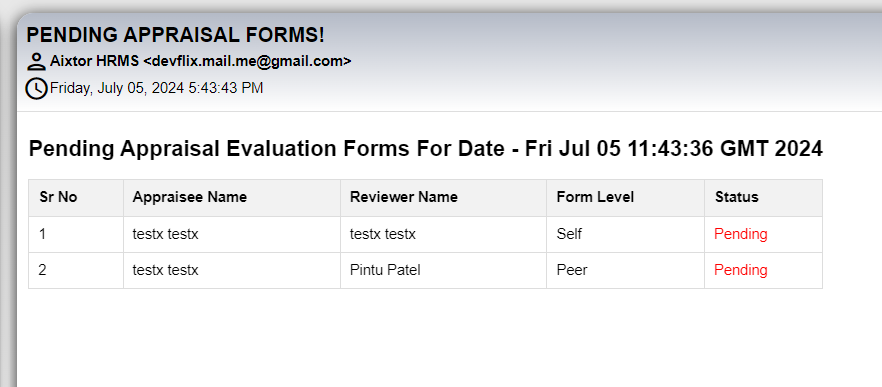 PENDING APPRAISAL FORMS!
Aixtor HRMS <devflix.mail.me@gmail.com>
Friday, July 05, 2024 5:43:43 PM
Pending Appraisal Evaluation Forms For Date - Fri Jul 05 11:43:36 GMT 2024
Sr No Appraisee Name Reviewer Name Form Level Status
1 testx testx testx testx Self Pending
2 testx testx Pintu Patel Peer Pending